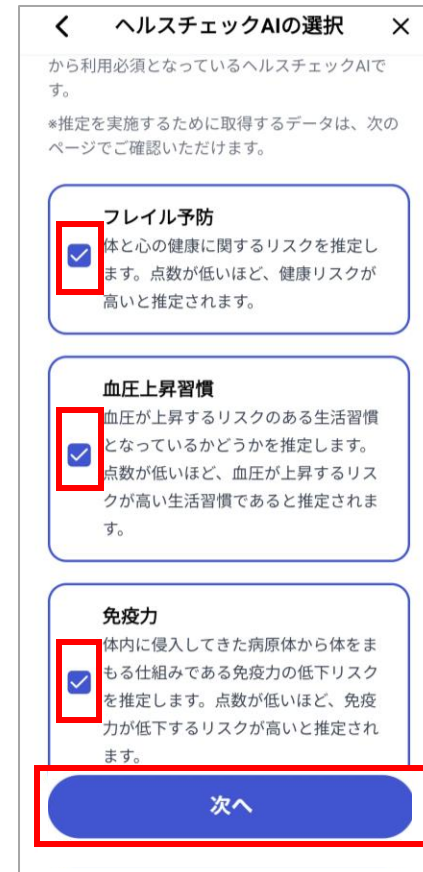 ヘルスチェックAIの選択
から利用必須となっているヘルスチェックAIで
す。
※推定を実施するために取得するデータは、次の
ページでご確認いただけます。
フレイル予防
体と心の健康に関するリスクを推定し
ます。点数が低いほど、健康リスクが
高いと推定されます。
血圧上昇習慣
血圧が上昇するリスクのある生活習慣
となっているかどうかを推定します。
点数が低いほど、血圧が上昇するリス
クが高い生活習慣であると推定されま
す。
免疫力
体内に侵入してきた病原体から体をま
もる仕組みである免疫力の低下リスク
を推定します。点数が低いほど、免疫
力が低下するリスクが高いと推定され
ます。
次へ